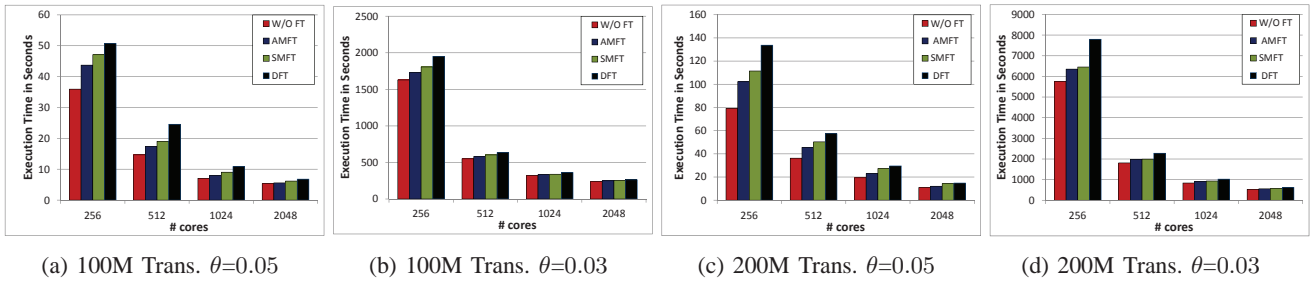 Execution Time in Seconds
60
50
40
30
20
10
0
256
512
1024
2048
# cores
W/O FT
AMFT
SMFT
DFT
(a) 100M Trans. θ=0.05
Execution Time in Seconds
2500
2000
1500
1000
500
0
256
512
1024
2048
# cores
W/O FT
AMFT
SMFT
DFT
(b) 100M Trans. θ=0.03
Execution Time in Seconds
160
140
120
100
80
60
40
20
0
256
512
1024
2048
# cores
W/O FT
AMFT
SMFT
DFT
(c) 200M Trans. θ=0.05
Execution Time in Seconds
9000
8000
7000
6000
5000
4000
3000
2000
1000
0
256
512
1024
2048
# cores
W/O FT
AMFT
SMFT
DFT
(d) 200M Trans. θ=0.03